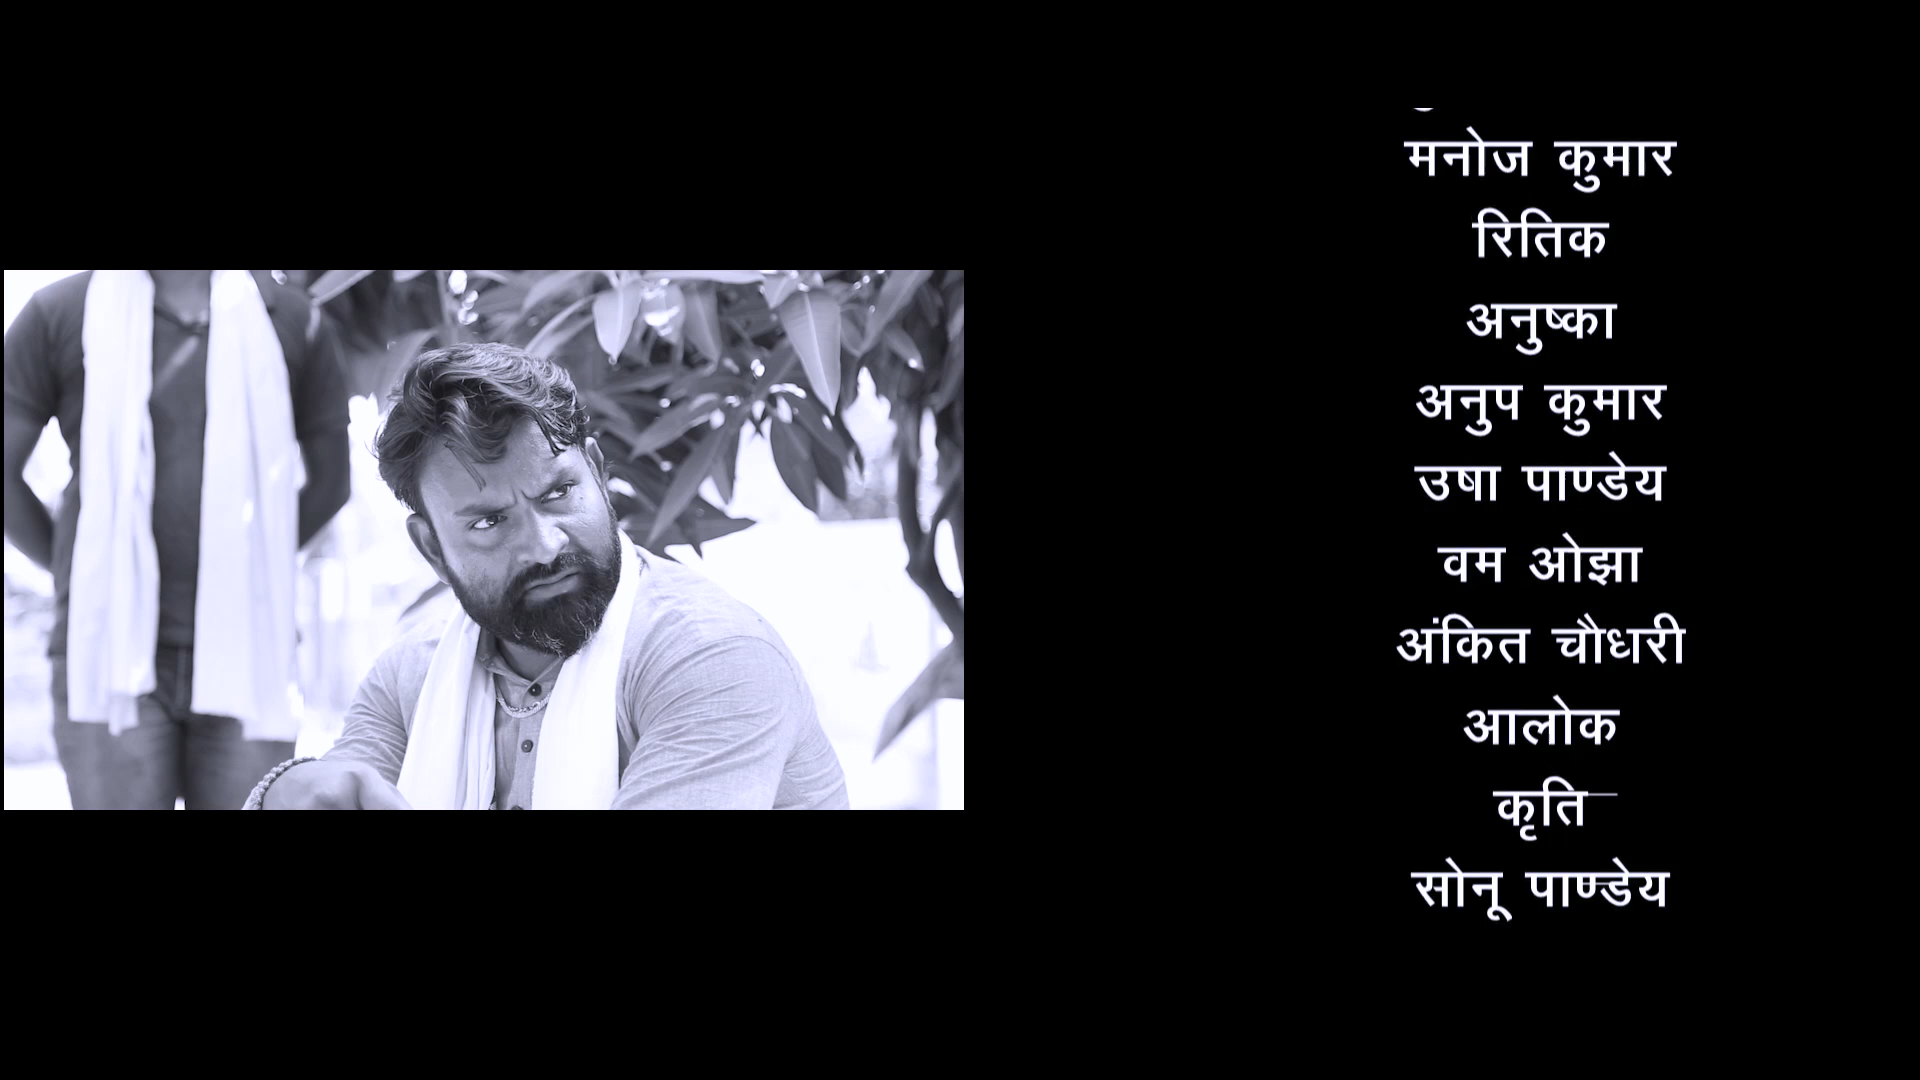 मनोज कुमार
रितिक
अनुष्का
अनुप कुमार
उषा पाण्डेय
वम ओझा
अंकित चौधरी
आलोक
कृति
सोनू पाण्डेय